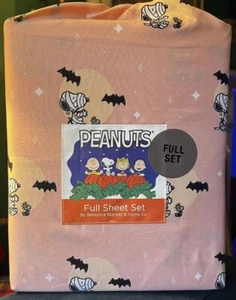 PEANUTS
FULL
SET
Full Sheet Set
By Berkshire Blanket & Home Co.